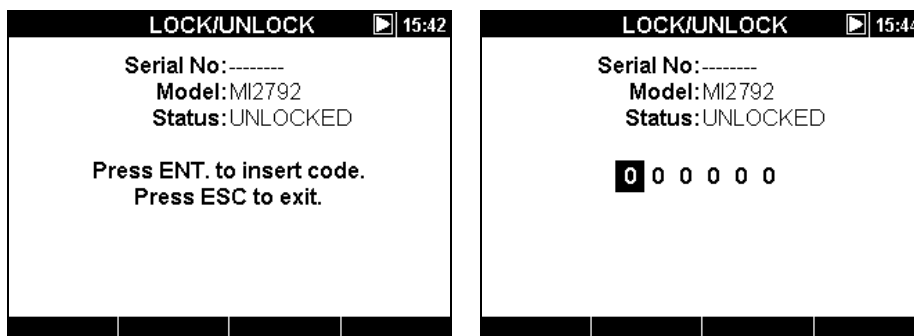 LOCK/UNLOCK 15:42
Serial No:--------
Model:MI2792
Status:UNLOCKED
Press ENT. to insert code.
Press ESC to exit.
LOCK/UNLOCK 15:44
Serial No:--------
Model:MI2792
Status:UNLOCKED
0 0 0 0 0 0